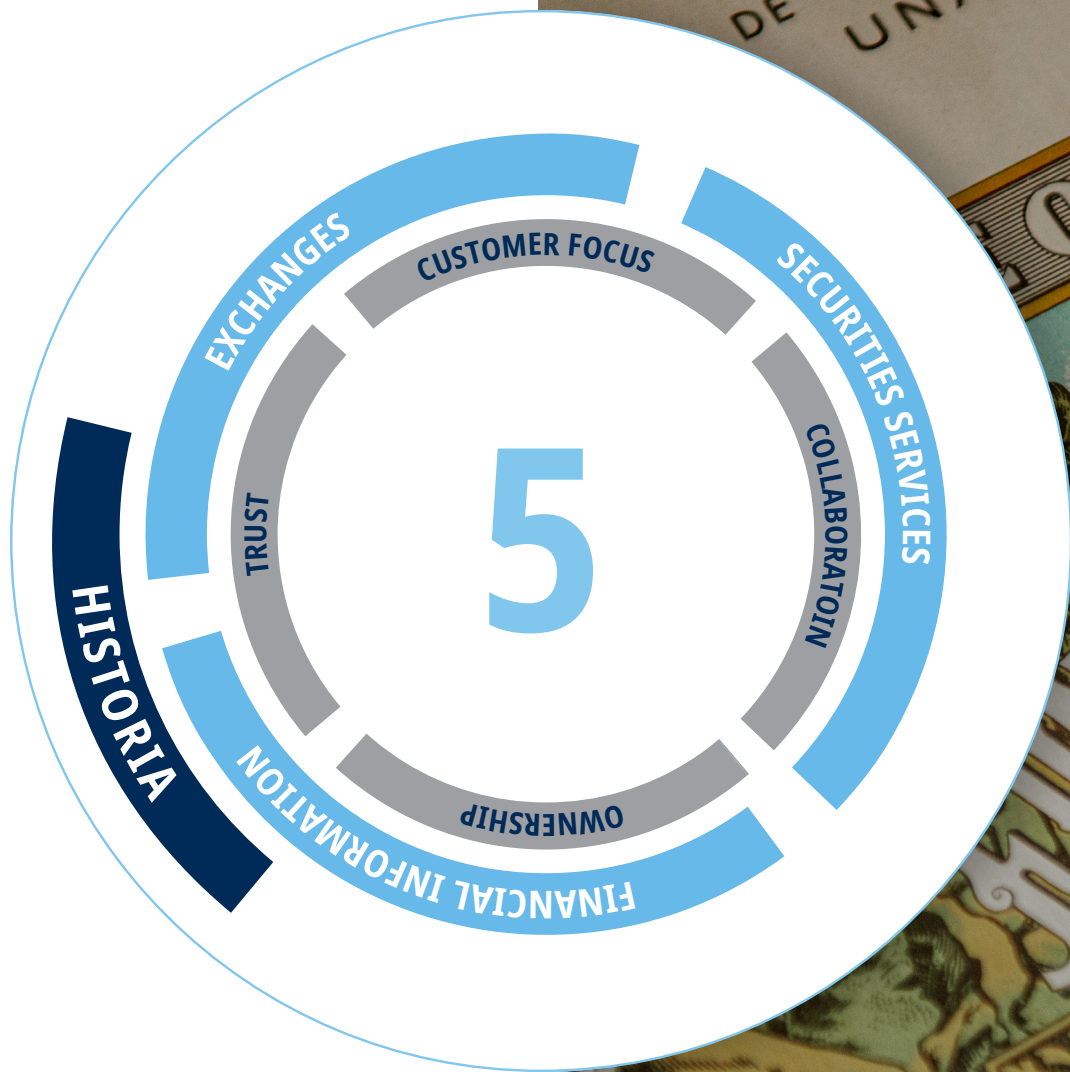 DE
UNA
EXCHANGES
CUSTOMER FOCUS
SECURITIES SERVICES
COLLABORATOIN
TRUST
5
HISTORIA
FINANCIAL INFORMATION
OWNERSHIP